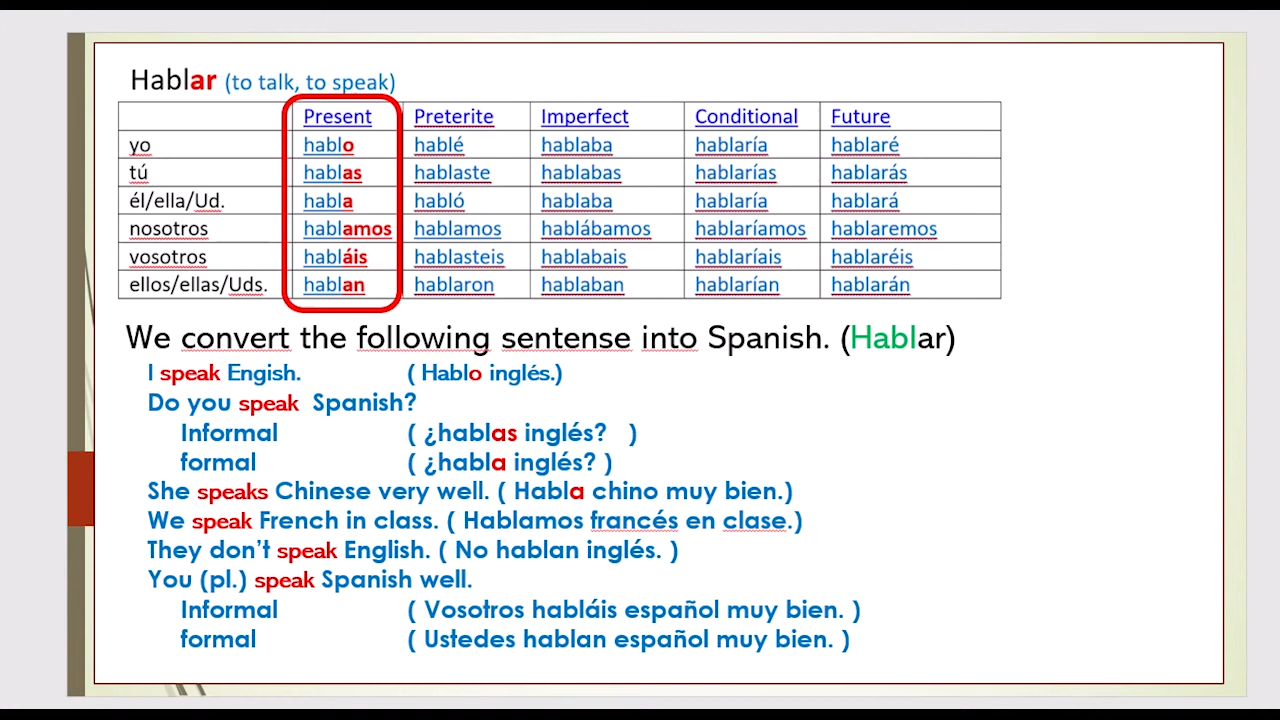 Hablar (to talk, to speak)
Present Preterite Imperfect Conditional Future
yo hablo hablé hablaba hablaría hablaré
tú hablas hablaste hablabas hablarías hablarás
él/ella/Ud. habla habló hablaba hablaría hablará
nosotros hablamos hablamos hablábamos hablaríamos hablaremos
vosotros habláis hablasteis hablabais hablaríais hablaréis
ellos/ellas/Uds. hablan hablaron hablaban hablarían hablarán
We convert the following sentence into Spanish. (Hablar)
I speak Engish. ( Hablo inglés.)
Do you speak Spanish?
Informal ( ¿hablas inglés? )
formal ( ¿habla inglés? )
She speaks Chinese very well. ( Habla chino muy bien.)
We speak French in class. ( Hablamos francés en clase.)
They don't speak English. ( No hablan inglés. )
You (pl.) speak Spanish well.
Informal ( Vosotros habláis español muy bien. )
formal ( Ustedes hablan español muy bien. )